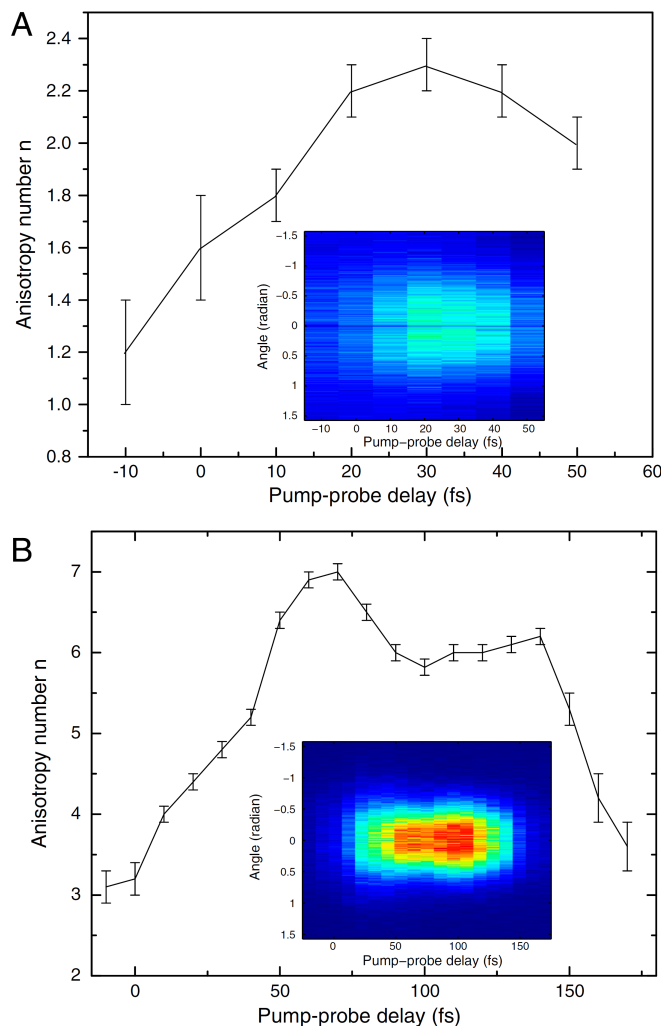 A
2.4
2.2
2.0
1.8
1.6
1.4
1.2
1.0
0.8
Anisotropy number n
-10 0 10 20 30 40 50 60
Pump-probe delay (fs)
−1.5
−1
−0.5
0
0.5
1
1.5
Angle (radian)
−10 0 10 20 30 40 50
Pump−probe delay (fs)
B
7
6
5
4
3
2
Anisotropy number n
0 50 100 150
Pump-probe delay (fs)
−1.5
−1
−0.5
0
0.5
1
1.5
Angle (radian)
0 50 100 150
Pump−probe delay (fs)